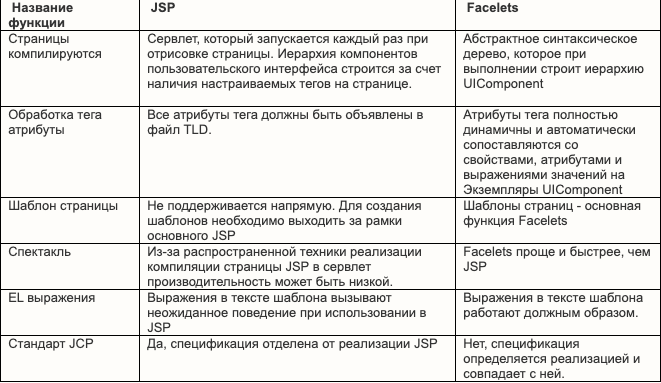 Название
функции
JSP
Facelets
Страницы
компилируются
Сервлет, который запускается каждый раз при
отрисовке страницы. Иерархия компонентов
пользовательского интерфейса строится за счет
наличия настраиваемых тегов на странице.
Абстрактное синтаксическое
дерево, которое при
выполнении строит иерархию
UIComponent
Обработка тега
атрибуты
Все атрибуты тега должны быть объявлены в
файл TLD.
Атрибуты тега полностью
динамичны и автоматически
сопоставляются со
свойствами, атрибутами и
выражениями значений на
Экземпляры UIComponent
Шаблон страницы
Не поддерживается напрямую. Для создания
шаблонов необходимо выходить за рамки
основного JSP
Шаблоны страниц - основная
функция Facelets
Спектакль
Из-за распространенной техники реализации
компиляции страницы JSP в сервлет
производительность может быть низкой.
Facelets проще и быстрее, чем
JSP
EL выражения
Выражения в тексте шаблона вызывают
неожиданное поведение при использовании в
JSP
Выражения в тексте шаблона
работают должным образом.
Стандарт JCP
Да, спецификация отделена от реализации JSP
Нет, спецификация
определяется реализацией и
совпадает с ней.